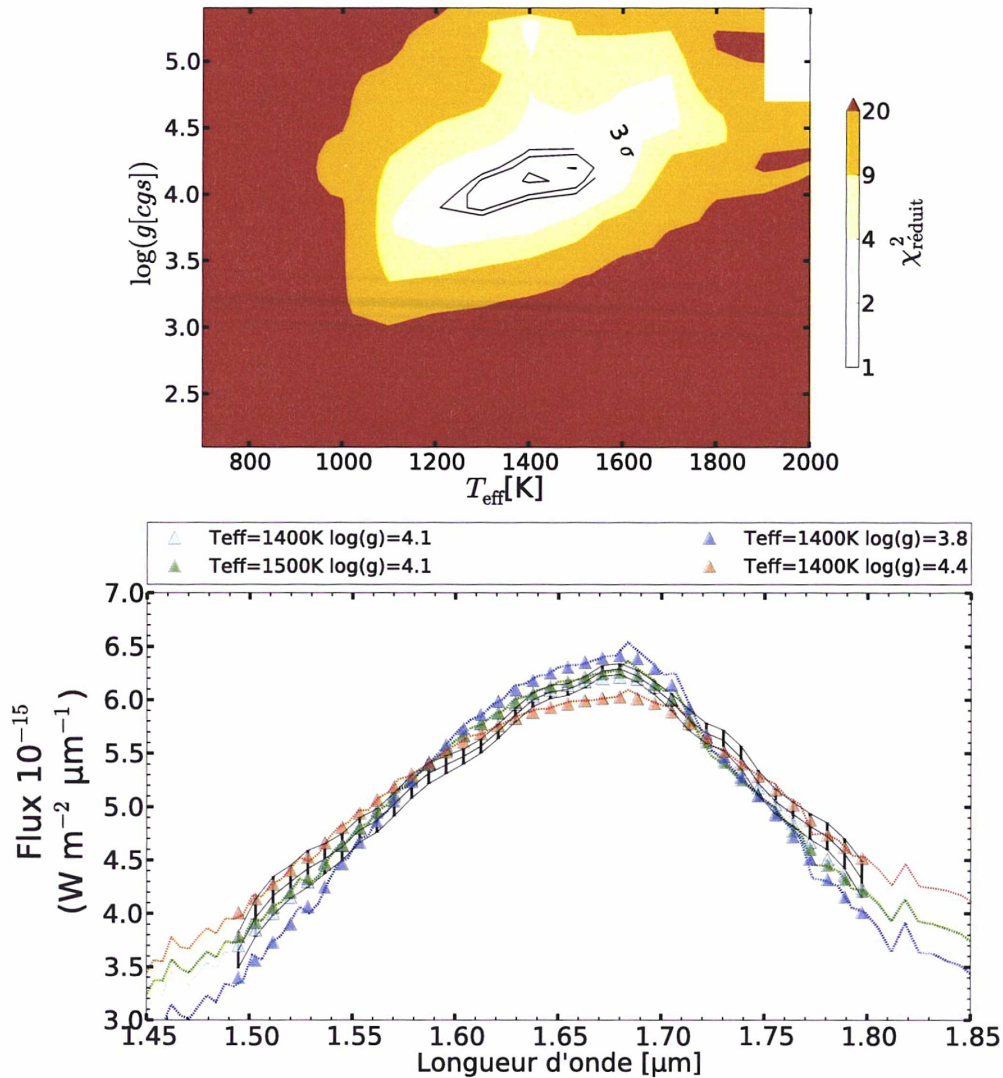 5.0
4.5
4.0
3.5
3.0
2.5
log(g[cgs])
3 σ
800 1000 1200 1400 1600 1800 2000
T_eff[K]
20
9
4
2
1
χ²_réduit
Teff=1400K log(g)=4.1
Teff=1400K log(g)=3.8
Teff=1500K log(g)=4.1
Teff=1400K log(g)=4.4
7.0
6.5
6.0
5.5
5.0
4.5
4.0
3.5
3.0
Flux 10⁻¹⁵
(W m⁻² µm⁻¹)
1.45 1.50 1.55 1.60 1.65 1.70 1.75 1.80 1.85
Longueur d'onde [µm]